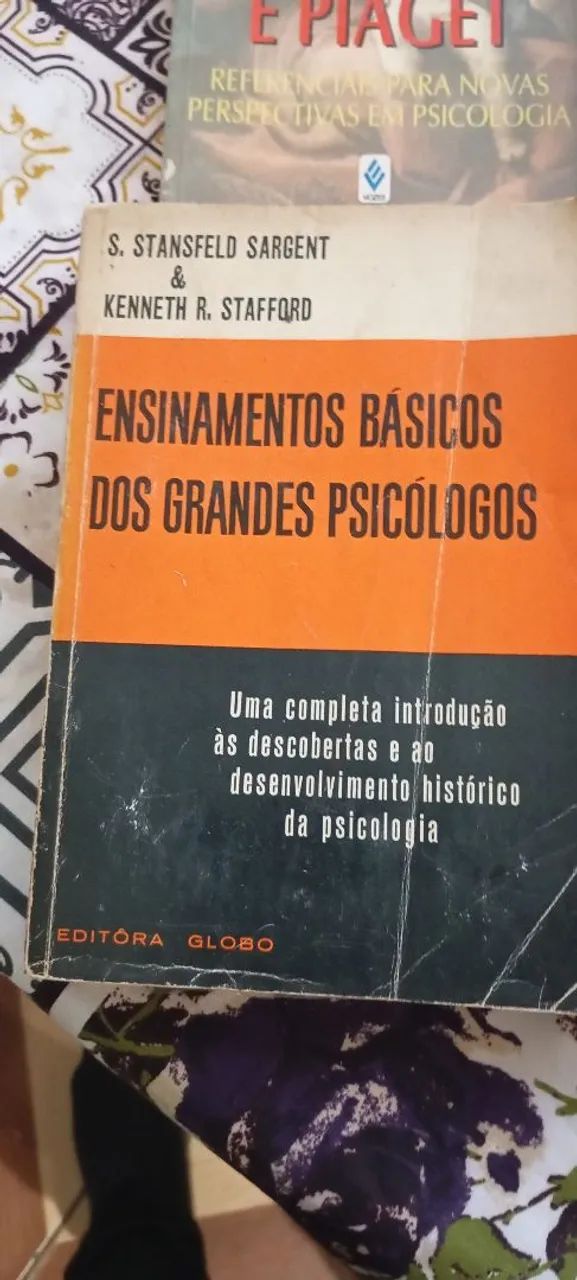 E PIAGET
REFERENCIAIS PARA NOVAS
PERSPECTIVAS EM PSICOLOGIA
VOZES
S. STANSFELD SARGENT
&
KENNETH R. STAFFORD
ENSINAMENTOS BÁSICOS
DOS GRANDES PSICÓLOGOS
Uma completa introdução
às descobertas e ao
desenvolvimento histórico
da psicologia
EDITÔRA GLOBO